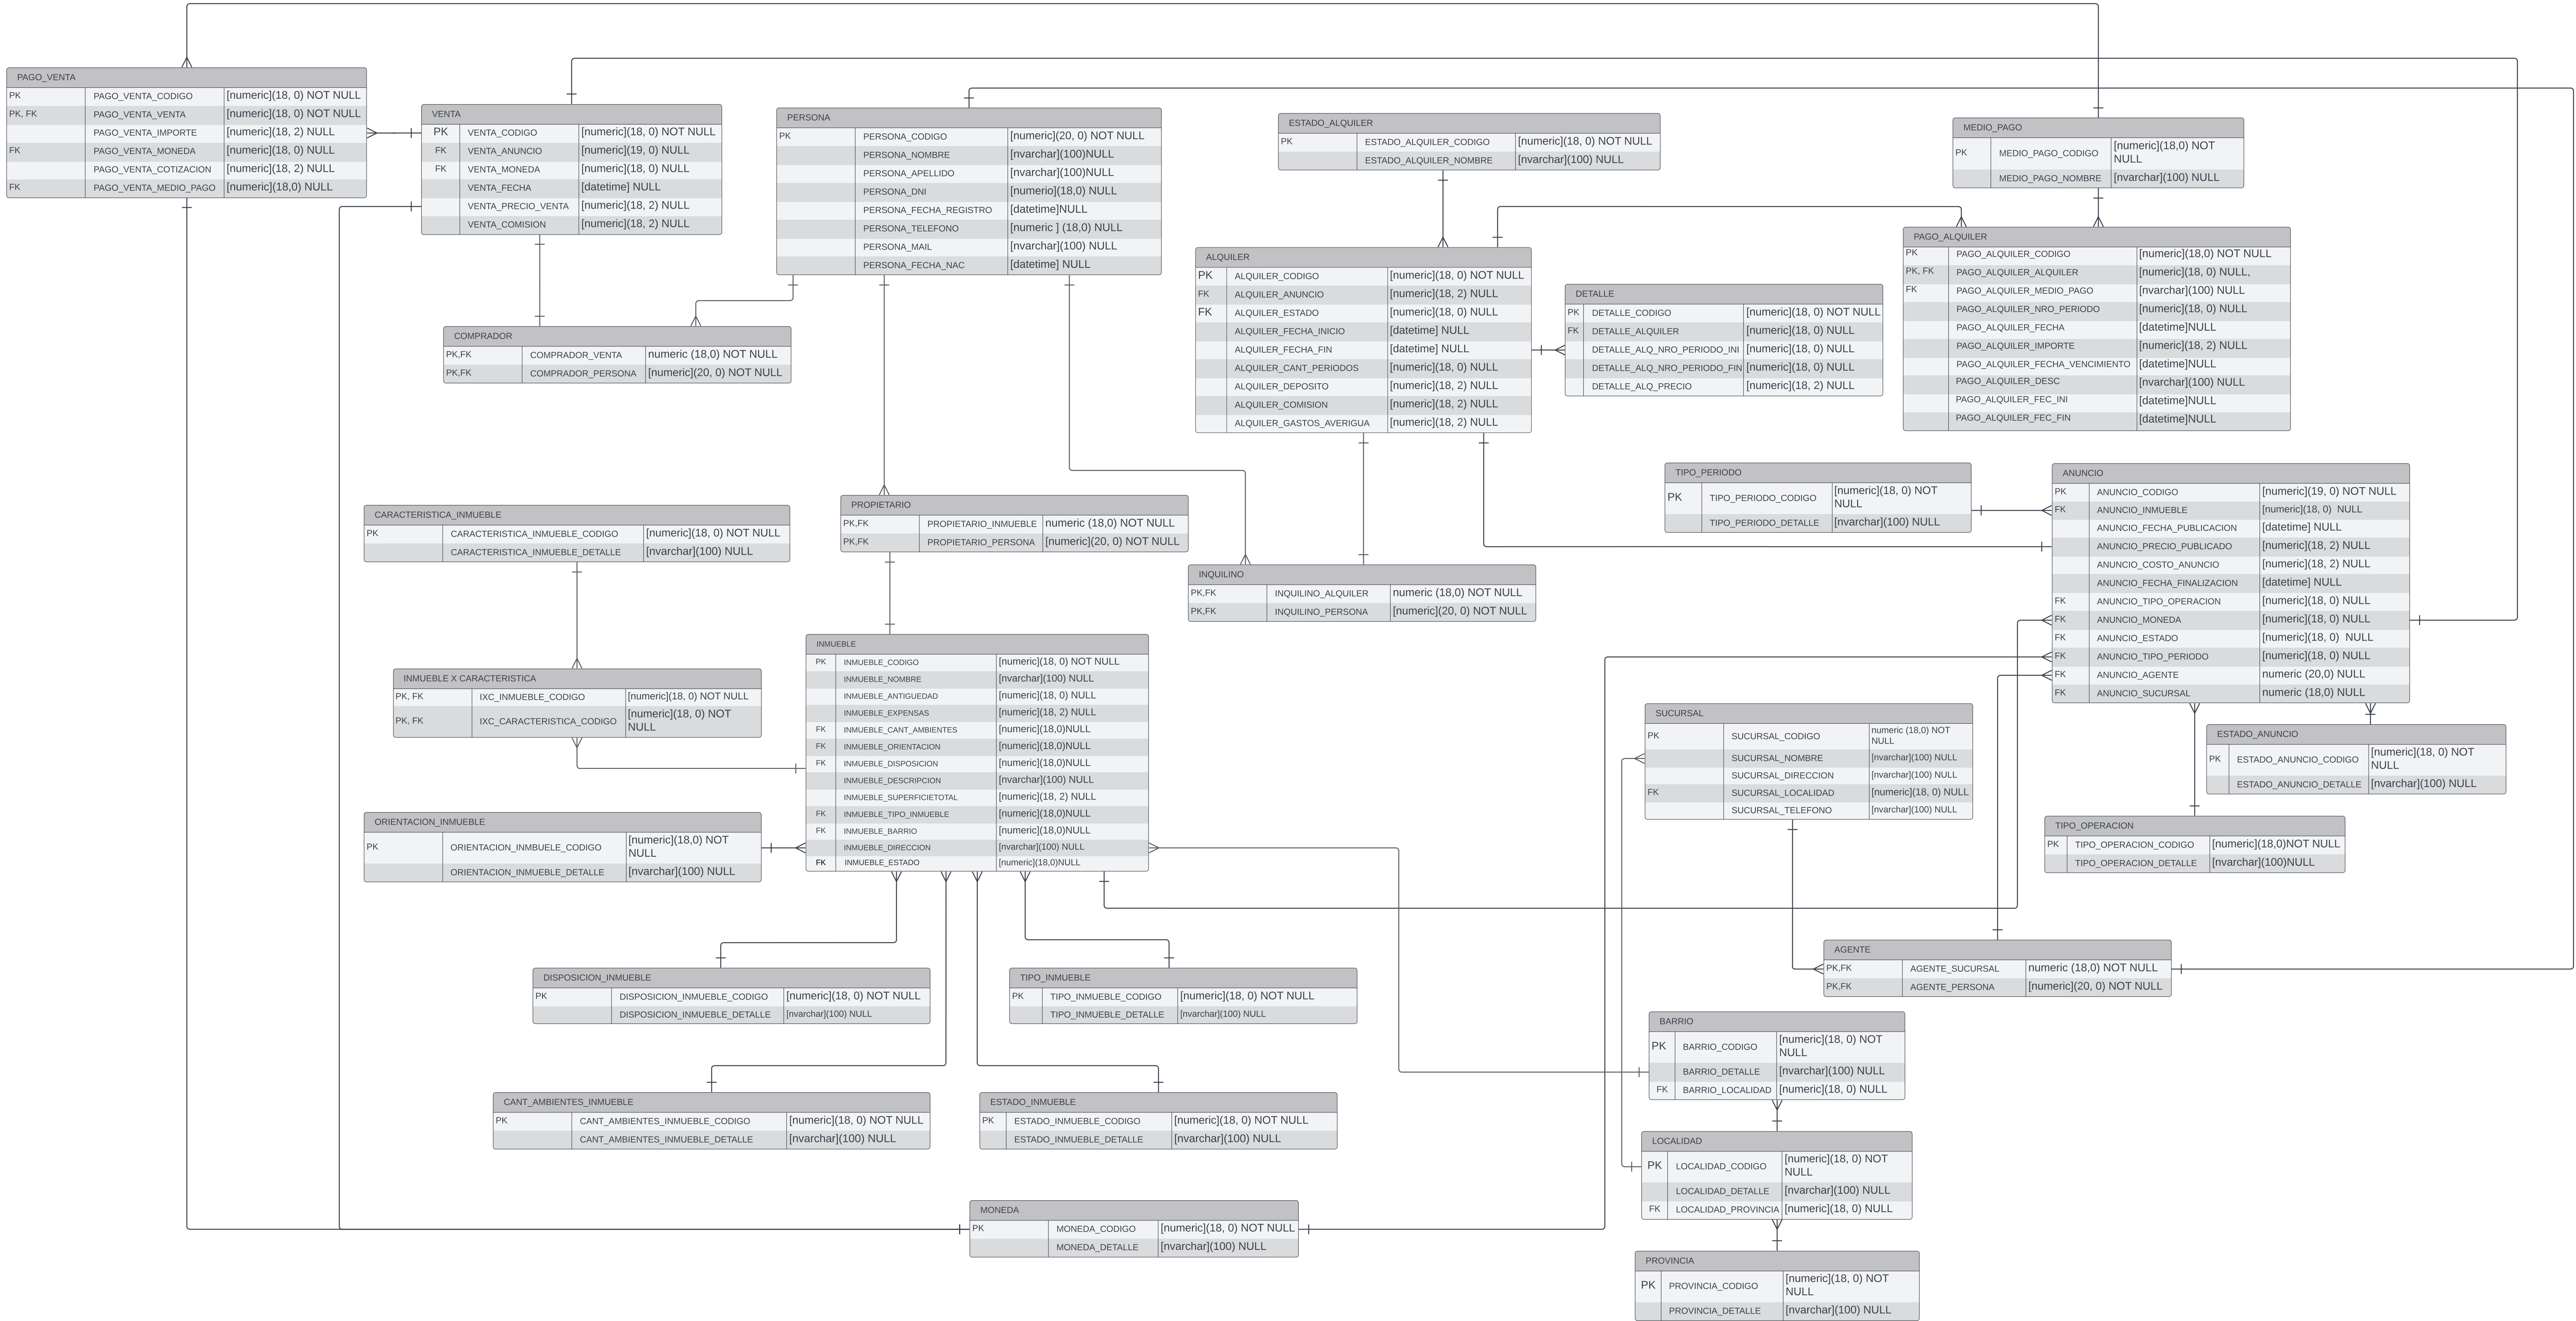 PAGO_VENTA
PK PAGO_VENTA_CODIGO [numeric](18, 0) NOT NULL
PK, FK PAGO_VENTA_VENTA [numeric](18, 0) NOT NULL
PAGO_VENTA_IMPORTE [numeric](18, 2) NULL
FK PAGO_VENTA_MONEDA [numeric](18, 0) NULL
PAGO_VENTA_COTIZACION [numeric](18, 2) NULL
FK PAGO_VENTA_MEDIO_PAGO [numeric](18,0) NULL
VENTA
PK VENTA_CODIGO [numeric](18, 0) NOT NULL
FK VENTA_ANUNCIO [numeric](19, 0) NULL
FK VENTA_MONEDA [numeric](18, 0) NULL
VENTA_FECHA [datetime] NULL
VENTA_PRECIO_VENTA [numeric](18, 2) NULL
VENTA_COMISION [numeric](18, 2) NULL
PERSONA
PK PERSONA_CODIGO [numeric](20, 0) NOT NULL
PERSONA_NOMBRE [nvarchar](100)NULL
PERSONA_APELLIDO [nvarchar](100)NULL
PERSONA_DNI [numerio](18,0) NULL
PERSONA_FECHA_REGISTRO [datetime]NULL
PERSONA_TELEFONO [numeric ] (18,0) NULL
PERSONA_MAIL [nvarchar](100) NULL
PERSONA_FECHA_NAC [datetime] NULL
ESTADO_ALQUILER
PK ESTADO_ALQUILER_CODIGO [numeric](18, 0) NOT NULL
ESTADO_ALQUILER_NOMBRE [nvarchar](100) NULL
MEDIO_PAGO
PK MEDIO_PAGO_CODIGO [numeric](18,0) NOT
NULL
MEDIO_PAGO_NOMBRE [nvarchar](100) NULL
ALQUILER
PK ALQUILER_CODIGO [numeric](18, 0) NOT NULL
FK ALQUILER_ANUNCIO [numeric](18, 2) NULL
FK ALQUILER_ESTADO [numeric](18, 0) NULL
ALQUILER_FECHA_INICIO [datetime] NULL
ALQUILER_FECHA_FIN [datetime] NULL
ALQUILER_CANT_PERIODOS [numeric](18, 0) NULL
ALQUILER_DEPOSITO [numeric](18, 2) NULL
ALQUILER_COMISION [numeric](18, 2) NULL
ALQUILER_GASTOS_AVERIGUA [numeric](18, 2) NULL
DETALLE
PK DETALLE_CODIGO [numeric](18, 0) NOT NULL
FK DETALLE_ALQUILER [numeric](18, 0) NULL
DETALLE_ALQ_NRO_PERIODO_INI [numeric](18, 0) NULL
DETALLE_ALQ_NRO_PERIODO_FIN [numeric](18, 0) NULL
DETALLE_ALQ_PRECIO [numeric](18, 2) NULL
PAGO_ALQUILER
PK PAGO_ALQUILER_CODIGO [numeric](18,0) NOT NULL
PK, FK PAGO_ALQUILER_ALQUILER [numeric](18, 0) NULL,
FK PAGO_ALQUILER_MEDIO_PAGO [nvarchar](100) NULL
PAGO_ALQUILER_NRO_PERIODO [numeric](18, 0) NULL
PAGO_ALQUILER_FECHA [datetime]NULL
PAGO_ALQUILER_IMPORTE [numeric](18, 2) NULL
PAGO_ALQUILER_FECHA_VENCIMIENTO [datetime]NULL
PAGO_ALQUILER_DESC [nvarchar](100) NULL
PAGO_ALQUILER_FEC_INI [datetime]NULL
PAGO_ALQUILER_FEC_FIN [datetime]NULL
COMPRADOR
PK,FK COMPRADOR_VENTA numeric (18,0) NOT NULL
PK,FK COMPRADOR_PERSONA [numeric](20, 0) NOT NULL
TIPO_PERIODO
PK TIPO_PERIODO_CODIGO [numeric](18, 0) NOT
NULL
TIPO_PERIODO_DETALLE [nvarchar](100) NULL
ANUNCIO
PK ANUNCIO_CODIGO [numeric](19, 0) NOT NULL
FK ANUNCIO_INMUEBLE [numeric](18, 0) NULL
ANUNCIO_FECHA_PUBLICACION [datetime] NULL
ANUNCIO_PRECIO_PUBLICADO [numeric](18, 2) NULL
ANUNCIO_COSTO_ANUNCIO [numeric](18, 2) NULL
ANUNCIO_FECHA_FINALIZACION [datetime] NULL
FK ANUNCIO_TIPO_OPERACION [numeric](18, 0) NULL
FK ANUNCIO_MONEDA [numeric](18, 0) NULL
FK ANUNCIO_ESTADO [numeric](18, 0) NULL
FK ANUNCIO_TIPO_PERIODO [numeric](18, 0) NULL
FK ANUNCIO_AGENTE numeric (20,0) NULL
FK ANUNCIO_SUCURSAL numeric (18,0) NULL
CARACTERISTICA_INMUEBLE
PK CARACTERISTICA_INMUEBLE_CODIGO [numeric](18, 0) NOT NULL
CARACTERISTICA_INMUEBLE_DETALLE [nvarchar](100) NULL
PROPIETARIO
PK,FK PROPIETARIO_INMUEBLE numeric (18,0) NOT NULL
PK,FK PROPIETARIO_PERSONA [numeric](20, 0) NOT NULL
INQUILINO
PK,FK INQUILINO_ALQUILER numeric (18,0) NOT NULL
PK,FK INQUILINO_PERSONA [numeric](20, 0) NOT NULL
INMUEBLE X CARACTERISTICA
PK, FK IXC_INMUEBLE_CODIGO [numeric](18, 0) NOT NULL
PK, FK IXC_CARACTERISTICA_CODIGO [numeric](18, 0) NOT
NULL
INMUEBLE
PK INMUEBLE_CODIGO [numeric](18, 0) NOT NULL
INMUEBLE_NOMBRE [nvarchar](100) NULL
INMUEBLE_ANTIGUEDAD [numeric](18, 0) NULL
INMUEBLE_EXPENSAS [numeric](18, 2) NULL
FK INMUEBLE_CANT_AMBIENTES [numeric](18,0)NULL
FK INMUEBLE_ORIENTACION [numeric](18,0)NULL
FK INMUEBLE_DISPOSICION [numeric](18,0)NULL
INMUEBLE_DESCRIPCION [nvarchar](100) NULL
INMUEBLE_SUPERFICIETOTAL [numeric](18, 2) NULL
FK INMUEBLE_TIPO_INMUEBLE [numeric](18,0)NULL
FK INMUEBLE_BARRIO [numeric](18,0)NULL
INMUEBLE_DIRECCION [nvarchar](100) NULL
FK INMUEBLE_ESTADO [numeric](18,0)NULL
SUCURSAL
PK SUCURSAL_CODIGO numeric (18,0) NOT
NULL
SUCURSAL_NOMBRE [nvarchar](100) NULL
SUCURSAL_DIRECCION [nvarchar](100) NULL
FK SUCURSAL_LOCALIDAD [numeric](18, 0) NULL
SUCURSAL_TELEFONO [nvarchar](100) NULL
ESTADO_ANUNCIO
PK ESTADO_ANUNCIO_CODIGO [numeric](18, 0) NOT
NULL
ESTADO_ANUNCIO_DETALLE [nvarchar](100) NULL
ORIENTACION_INMUEBLE
PK ORIENTACION_INMBUELE_CODIGO [numeric](18,0) NOT
NULL
ORIENTACION_INMUEBLE_DETALLE [nvarchar](100) NULL
TIPO_OPERACION
PK TIPO_OPERACION_CODIGO [numeric](18,0)NOT NULL
TIPO_OPERACION_DETALLE [nvarchar](100)NULL
AGENTE
PK,FK AGENTE_SUCURSAL numeric (18,0) NOT NULL
PK,FK AGENTE_PERSONA [numeric](20, 0) NOT NULL
DISPOSICION_INMUEBLE
PK DISPOSICION_INMUEBLE_CODIGO [numeric](18, 0) NOT NULL
DISPOSICION_INMUEBLE_DETALLE [nvarchar](100) NULL
TIPO_INMUEBLE
PK TIPO_INMUEBLE_CODIGO [numeric](18, 0) NOT NULL
TIPO_INMUEBLE_DETALLE [nvarchar](100) NULL
BARRIO
PK BARRIO_CODIGO [numeric](18, 0) NOT
NULL
BARRIO_DETALLE [nvarchar](100) NULL
FK BARRIO_LOCALIDAD [numeric](18, 0) NULL
CANT_AMBIENTES_INMUEBLE
PK CANT_AMBIENTES_INMUEBLE_CODIGO [numeric](18, 0) NOT NULL
CANT_AMBIENTES_INMUEBLE_DETALLE [nvarchar](100) NULL
ESTADO_INMUEBLE
PK ESTADO_INMUEBLE_CODIGO [numeric](18, 0) NOT NULL
ESTADO_INMUEBLE_DETALLE [nvarchar](100) NULL
LOCALIDAD
PK LOCALIDAD_CODIGO [numeric](18, 0) NOT
NULL
LOCALIDAD_DETALLE [nvarchar](100) NULL
FK LOCALIDAD_PROVINCIA [numeric](18, 0) NULL
MONEDA
PK MONEDA_CODIGO [numeric](18, 0) NOT NULL
MONEDA_DETALLE [nvarchar](100) NULL
PROVINCIA
PK PROVINCIA_CODIGO [numeric](18, 0) NOT
NULL
PROVINCIA_DETALLE [nvarchar](100) NULL